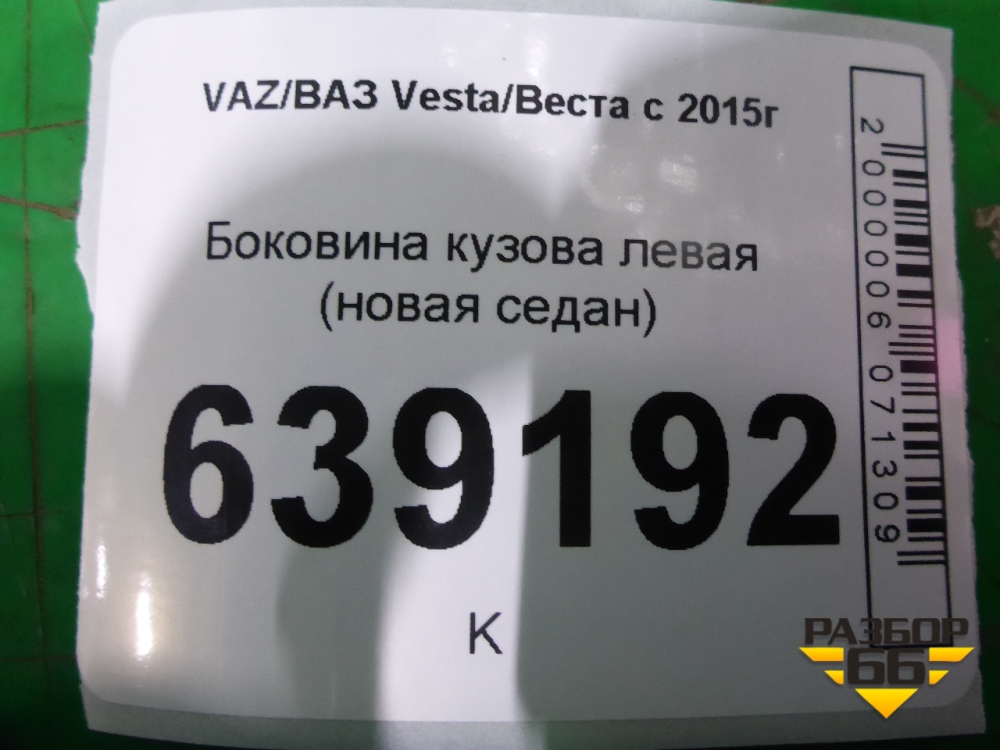 VAZ/ВАЗ Vesta/Веста с 2015г
Боковина кузова левая
(новая седан)
639192
К
2000006071309
РАЗБОР
66